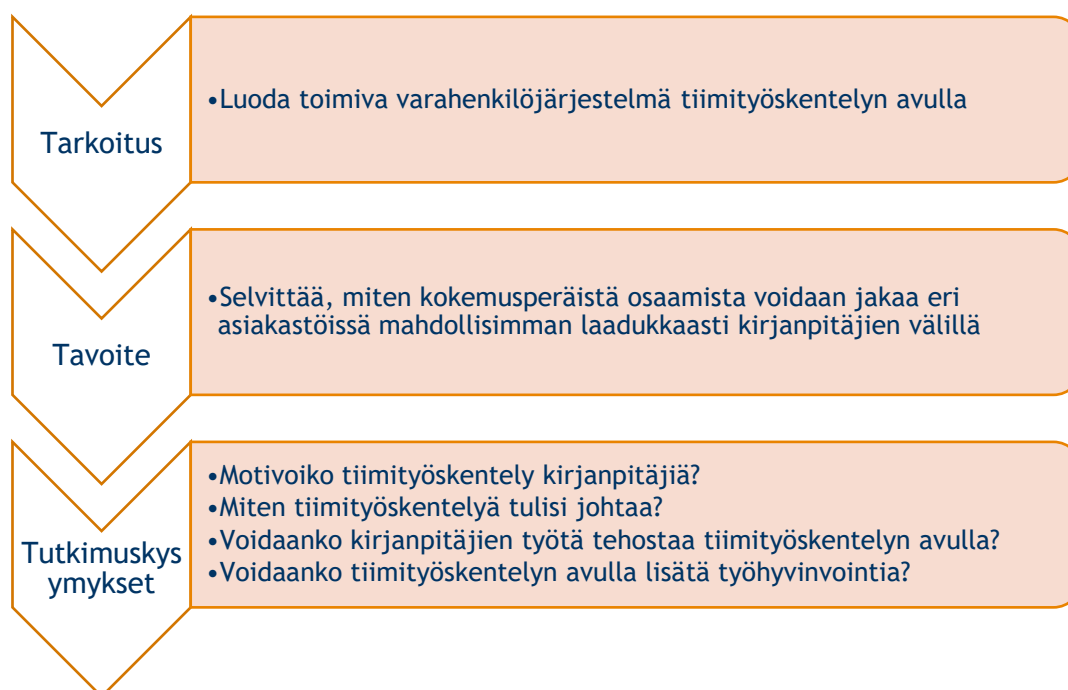 Tarkoitus
•Luoda toimiva varahenkilöjärjestelmä tiimityöskentelyn avulla
Tavoite
•Selvittää, miten kokemusperäistä osaamista voidaan jakaa eri
asiakastöissä mahdollisimman laadukkaasti kirjanpitäjien välillä
Tutkimuskys
ymykset
•Motivoiko tiimityöskentely kirjanpitäjiä?
•Miten tiimityöskentelyä tulisi johtaa?
•Voidaanko kirjanpitäjien työtä tehostaa tiimityöskentelyn avulla?
•Voidaanko tiimityöskentelyn avulla lisätä työhyvinvointia?